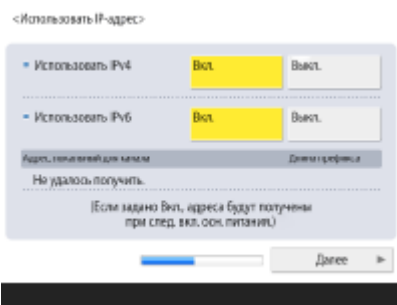 <Использовать IP-адрес>
Использовать IPv4 Вкл. Выкл.
Использовать IPv6 Вкл. Выкл.
Адрес, локальный для канала Длина префикса
Не удалось получить.
(Если задано Вкл., адреса будут получены
при след. вкл. осн. питания.)
Далее